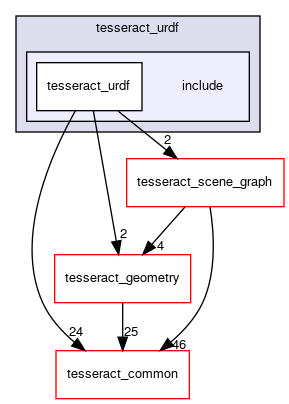 tesseract_urdf
tesseract_urdf
include
2
tesseract_scene_graph
2
4
tesseract_geometry
24
25
46
tesseract_common